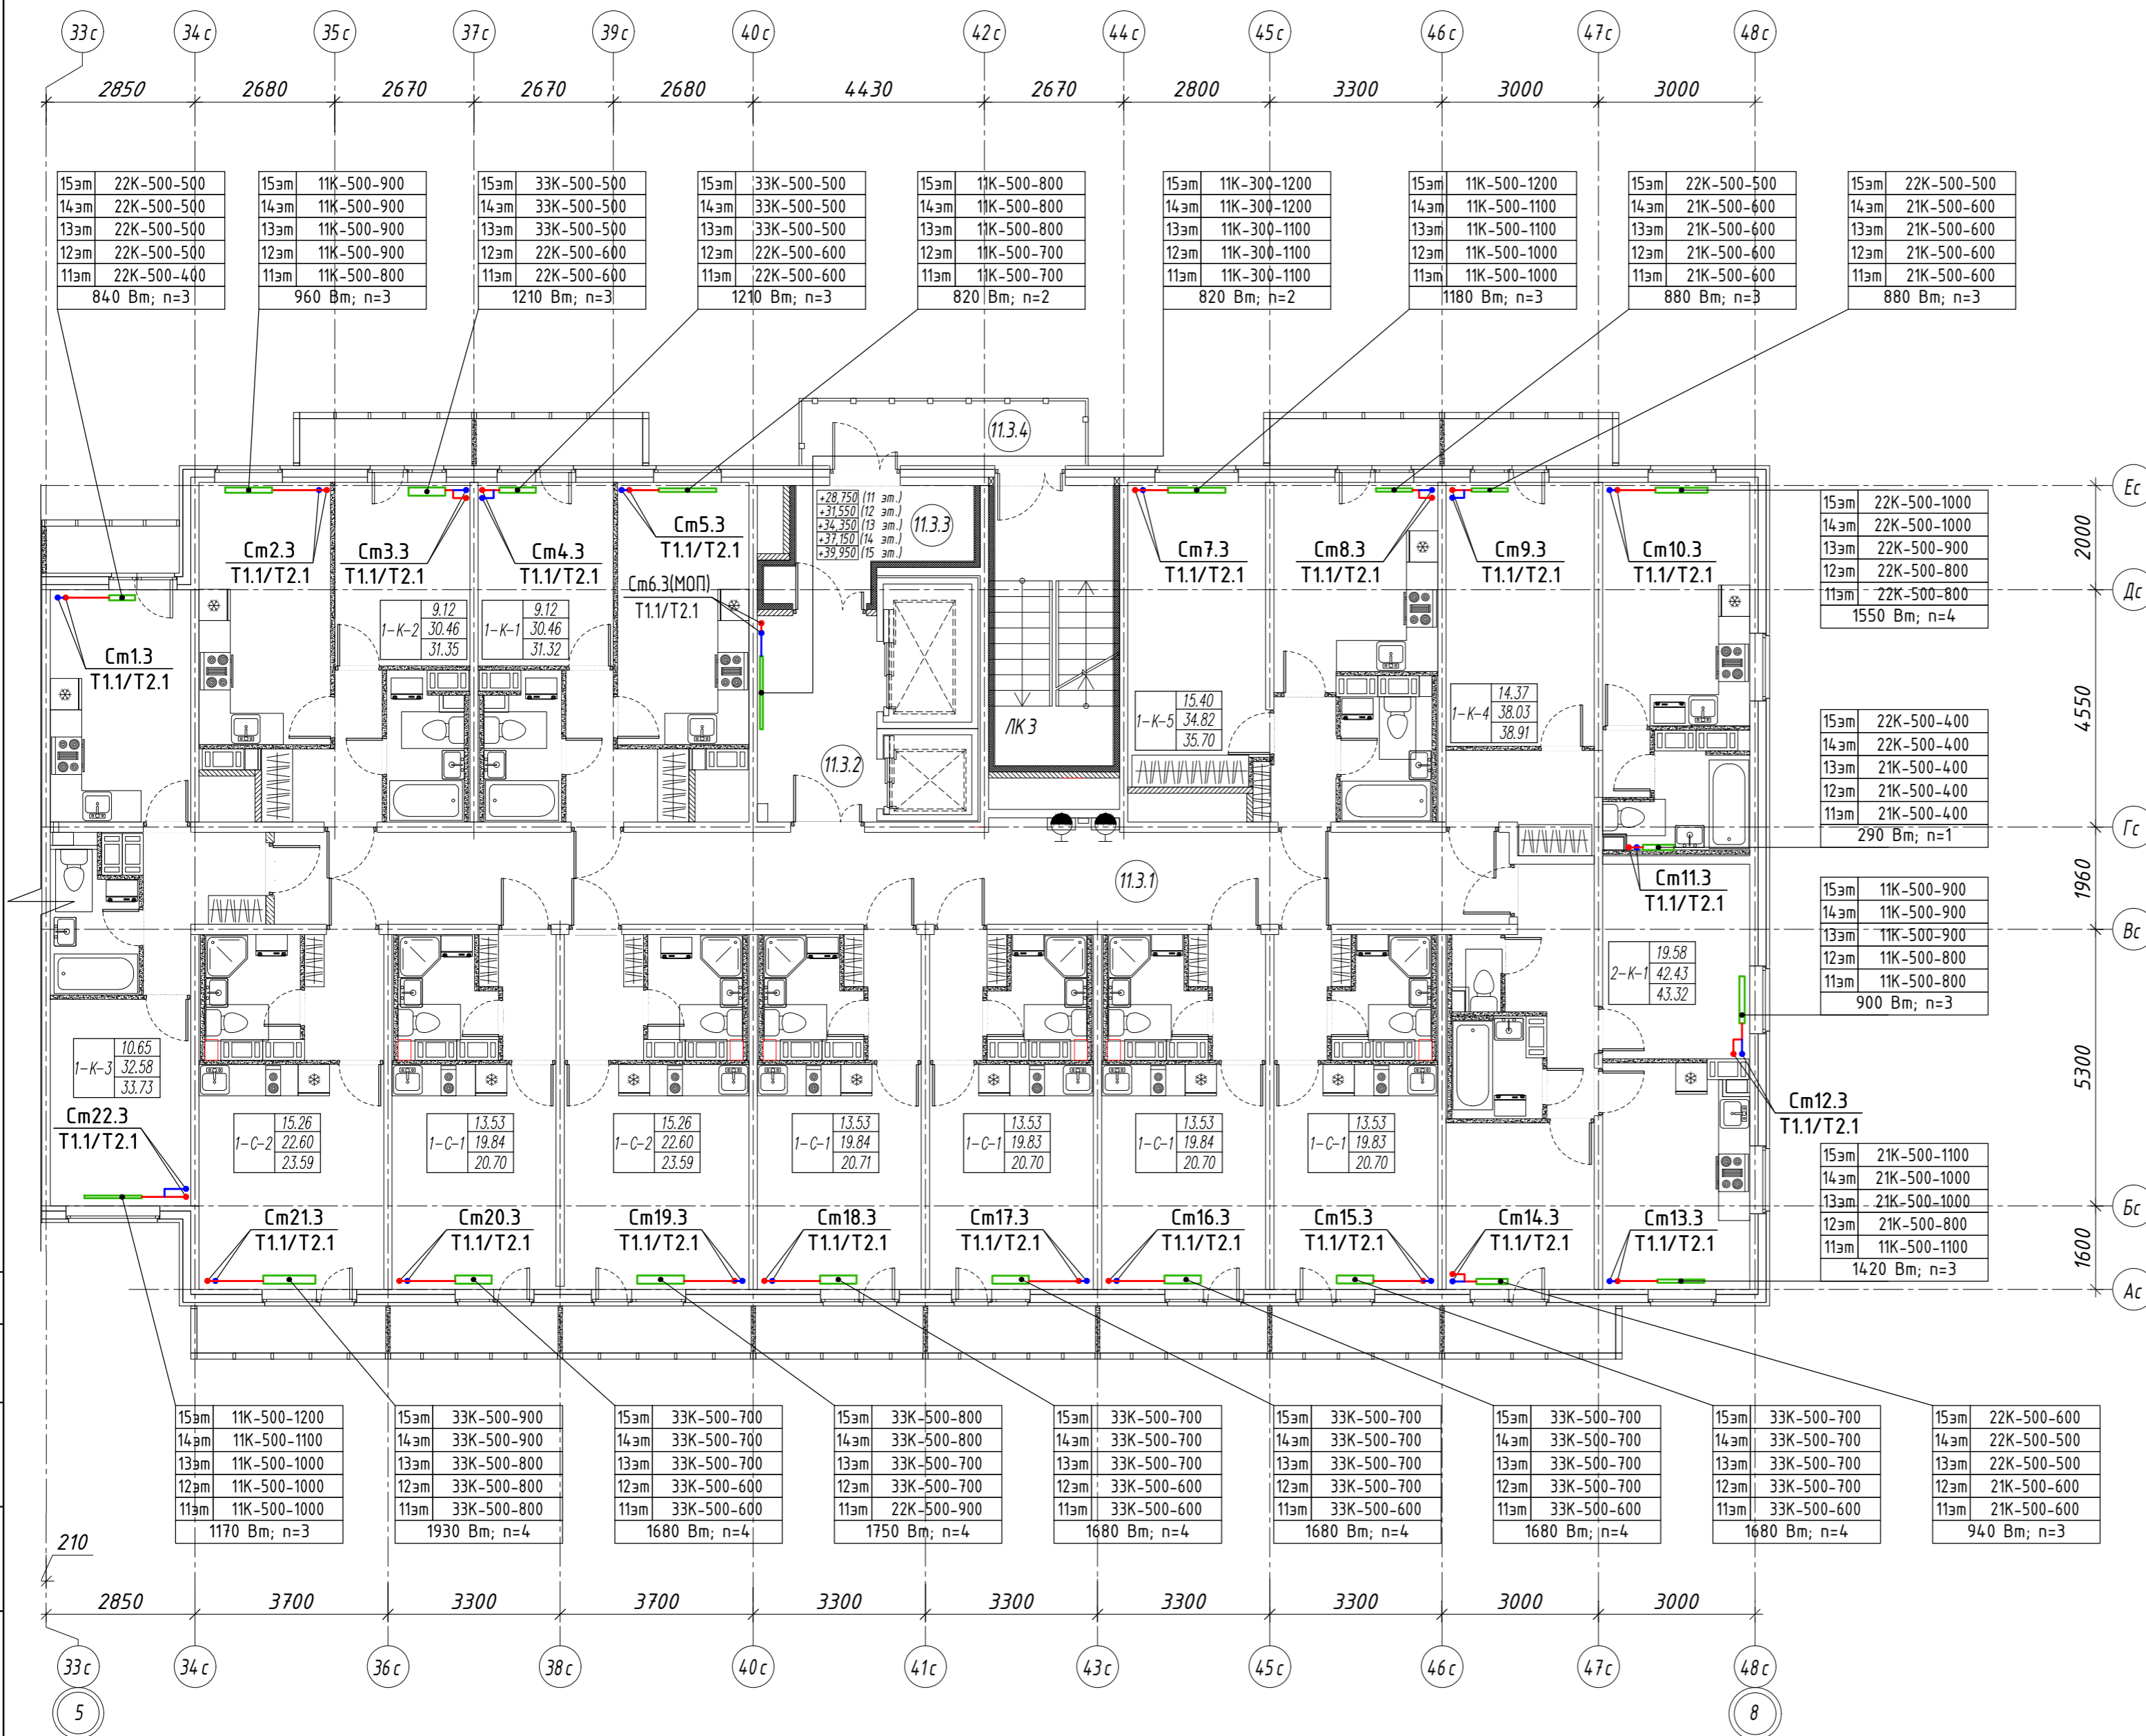 33с 34с 35с 37с 39с 40с 42с 44с 45с 46с 47с 48с
2850 2680 2670 2670 2680 4430 2670 2800 3300 3000 3000
15эт 22К-500-500
14эт 22К-500-500
13эт 22К-500-500
12эт 22К-500-500
11эт 22К-500-400
840 Вт; n=3
15эт 11К-500-900
14эт 11К-500-900
13эт 11К-500-900
12эт 11К-500-900
11эт 11К-500-800
960 Вт; n=3
15эт 33К-500-500
14эт 33К-500-500
13эт 33К-500-500
12эт 22К-500-600
11эт 22К-500-600
1210 Вт; n=3
15эт 33К-500-500
14эт 33К-500-500
13эт 33К-500-500
12эт 22К-500-600
11эт 22К-500-600
1210 Вт; n=3
15эт 11К-500-800
14эт 11К-500-800
13эт 11К-500-800
12эт 11К-500-700
11эт 11К-500-700
820 Вт; n=2
15эт 11К-300-1200
14эт 11К-300-1200
13эт 11К-300-1100
12эт 11К-300-1100
11эт 11К-300-1100
820 Вт; n=2
15эт 11К-500-1200
14эт 11К-500-1100
13эт 11К-500-1100
12эт 11К-500-1000
11эт 11К-500-1000
1180 Вт; n=3
15эт 22К-500-500
14эт 21К-500-600
13эт 21К-500-600
12эт 21К-500-600
11эт 21К-500-600
880 Вт; n=3
15эт 22К-500-500
14эт 21К-500-600
13эт 21К-500-600
12эт 21К-500-600
11эт 21К-500-600
880 Вт; n=3
11.3.4
+28,750 (11 эт.)
+31,550 (12 эт.)
+34,350 (13 эт.)
+37,150 (14 эт.)
+39,950 (15 эт.)
11.3.3
Ст1.3
Т1.1/Т2.1
Ст2.3
Т1.1/Т2.1
Ст3.3
Т1.1/Т2.1
Ст4.3
Т1.1/Т2.1
Ст5.3
Т1.1/Т2.1
Ст6.3(МОП)
Т1.1/Т2.1
Ст7.3
Т1.1/Т2.1
Ст8.3
Т1.1/Т2.1
Ст9.3
Т1.1/Т2.1
Ст10.3
Т1.1/Т2.1
1-К-2 9.12 30.46 31.35
1-К-1 9.12 30.46 31.32
1-К-5 15.40 34.82 35.70
1-К-4 14.37 38.03 38.91
ЛК 3
11.3.2
11.3.1
15эт 22К-500-1000
14эт 22К-500-1000
13эт 22К-500-900
12эт 22К-500-800
11эт 22К-500-800
1550 Вт; n=4
15эт 22К-500-400
14эт 22К-500-400
13эт 21К-500-400
12эт 21К-500-400
11эт 21К-500-400
290 Вт; n=1
Ст11.3
Т1.1/Т2.1
15эт 11К-500-900
14эт 11К-500-900
13эт 11К-500-900
12эт 11К-500-800
11эт 11К-500-800
900 Вт; n=3
2-К-1 19.58 42.43 43.32
Ст12.3
Т1.1/Т2.1
15эт 21К-500-1100
14эт 21К-500-1000
13эт 21К-500-1000
12эт 21К-500-800
11эт 11К-500-1100
1420 Вт; n=3
Ес
2000
Дс
4550
Гс
1960
Вс
5300
Бс
1600
Ас
1-К-3 10.65 32.58 33.73
1-С-2 15.26 22.60 23.59
1-С-1 13.53 19.84 20.70
1-С-2 15.26 22.60 23.59
1-С-1 13.53 19.84 20.71
1-С-1 13.53 19.83 20.70
1-С-1 13.53 19.84 20.70
1-С-1 13.53 19.83 20.70
Ст22.3
Т1.1/Т2.1
Ст21.3
Т1.1/Т2.1
Ст20.3
Т1.1/Т2.1
Ст19.3
Т1.1/Т2.1
Ст18.3
Т1.1/Т2.1
Ст17.3
Т1.1/Т2.1
Ст16.3
Т1.1/Т2.1
Ст15.3
Т1.1/Т2.1
Ст14.3
Т1.1/Т2.1
Ст13.3
Т1.1/Т2.1
15эт 11К-500-1200
14эт 11К-500-1100
13эт 11К-500-1000
12эт 11К-500-1000
11эт 11К-500-1000
1170 Вт; n=3
15эт 33К-500-900
14эт 33К-500-900
13эт 33К-500-800
12эт 33К-500-800
11эт 33К-500-800
1930 Вт; n=4
15эт 33К-500-700
14эт 33К-500-700
13эт 33К-500-700
12эт 33К-500-600
11эт 33К-500-600
1680 Вт; n=4
15эт 33К-500-800
14эт 33К-500-800
13эт 33К-500-700
12эт 33К-500-700
11эт 22К-500-900
1750 Вт; n=4
15эт 33К-500-700
14эт 33К-500-700
13эт 33К-500-700
12эт 33К-500-600
11эт 33К-500-600
1680 Вт; n=4
15эт 33К-500-700
14эт 33К-500-700
13эт 33К-500-700
12эт 33К-500-700
11эт 33К-500-600
1680 Вт; n=4
15эт 33К-500-700
14эт 33К-500-700
13эт 33К-500-700
12эт 33К-500-700
11эт 33К-500-600
1680 Вт; n=4
15эт 33К-500-700
14эт 33К-500-700
13эт 33К-500-700
12эт 33К-500-700
11эт 33К-500-600
1680 Вт; n=4
15эт 22К-500-600
14эт 22К-500-500
13эт 22К-500-500
12эт 21К-500-600
11эт 21К-500-600
940 Вт; n=3
210
2850 3700 3300 3700 3300 3300 3300 3300 3000 3000
33с 34с 36с 38с 40с 41с 43с 45с 46с 47с 48с
5 8